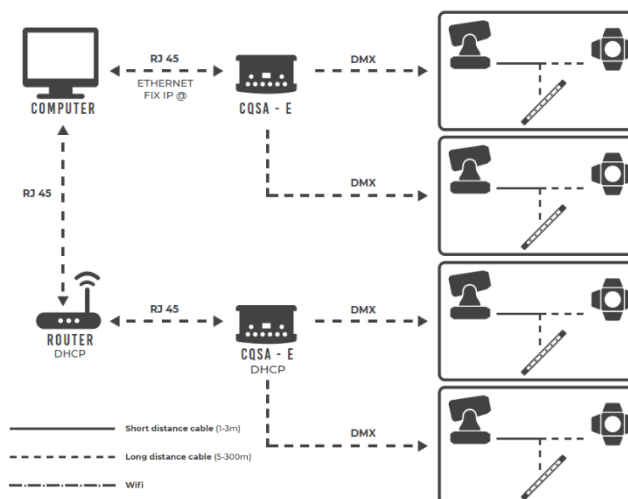 RJ 45
DMX
ETHERNET
FIX IP @
COMPUTER
CQSA - E
DMX
RJ 45
RJ 45
DMX
ROUTER
DHCP
CQSA - E
DHCP
DMX
Short distance cable (1-3m)
Long distance cable (5-300m)
Wifi